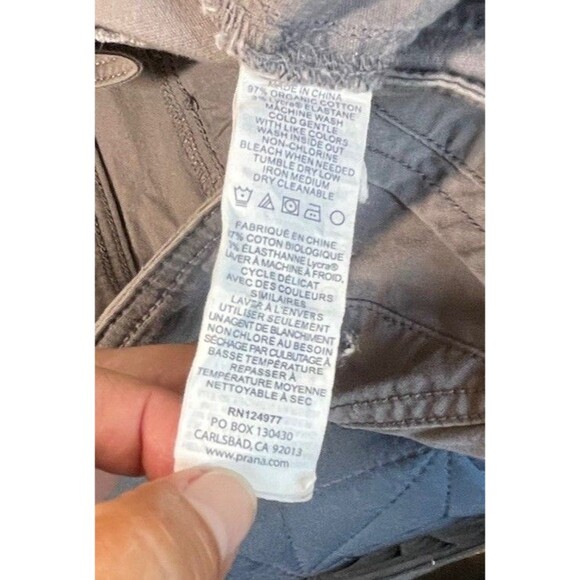 MADE IN CHINA
97% ORGANIC COTTON
3% Lycra® ELASTANE
MACHINE WASH
COLD GENTLE
WITH LIKE COLORS
WASH INSIDE OUT
NON-CHLORINE
BLEACH WHEN NEEDED
TUMBLE DRY LOW
IRON MEDIUM
DRY CLEANABLE
FABRIQUÉ EN CHINE
97% COTON BIOLOGIQUE
3% ÉLASTHANNE Lycra®
LAVER À MACHINE À FROID,
CYCLE DÉLICAT
AVEC DES COULEURS
SIMILAIRES
LAVER À L'ENVERS
UTILISER SEULEMENT
UN AGENT DE BLANCHIMENT
NON CHLORÉ AU BESOIN
SÉCHAGE PAR CULBUTAGE À
BASSE TEMPÉRATURE
REPASSER À
TEMPÉRATURE MOYENNE
NETTOYABLE À SEC
RN124977
PO BOX 130430
CARLSBAD, CA 92013
www.prana.com